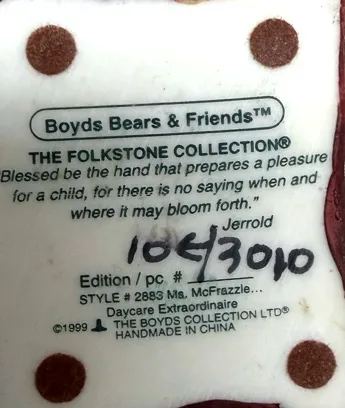 Boyds Bears & Friends™
THE FOLKSTONE COLLECTION®
"Blessed be the hand that prepares a pleasure
for a child, for there is no saying when and
where it may bloom forth."
Jerrold
10E/3010
Edition / pc #
STYLE # 2883 Ms. McFrazzle...
Daycare Extraordinaire
©1999 THE BOYDS COLLECTION LTD®
HANDMADE IN CHINA